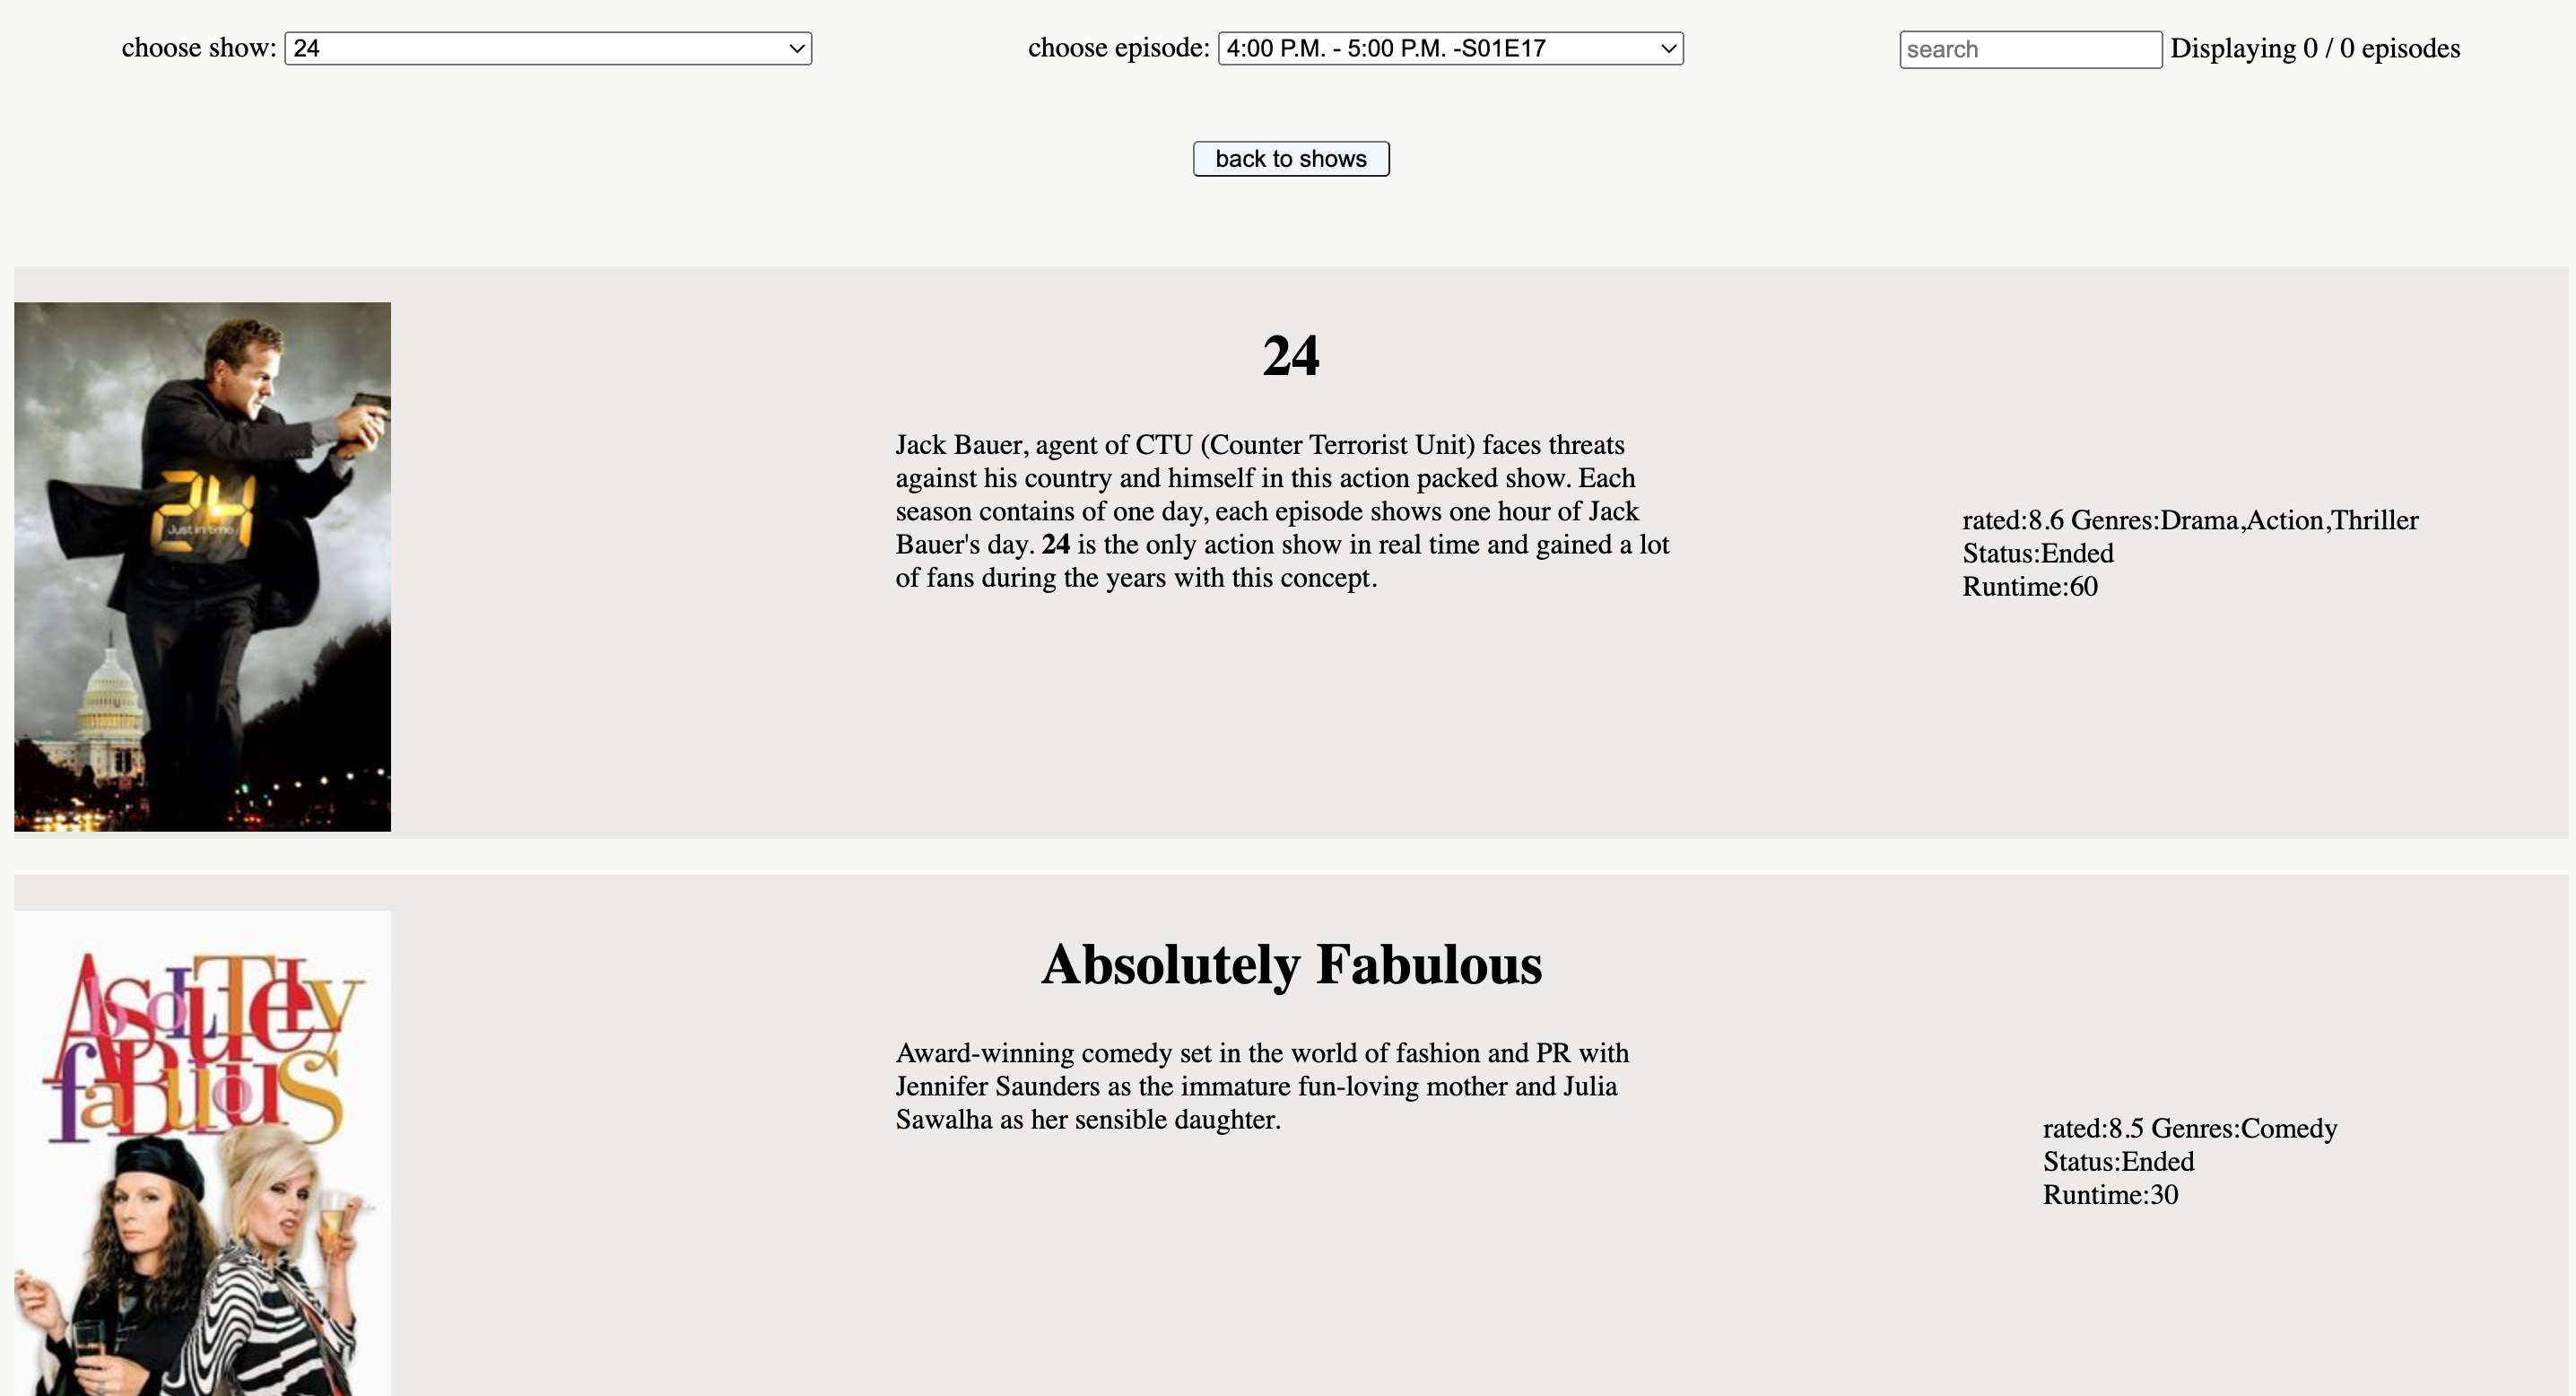 choose show: 24
choose episode: 4:00 P.M. - 5:00 P.M. -S01E17
search Displaying 0 / 0 episodes
back to shows
24
Just in time
24
Jack Bauer, agent of CTU (Counter Terrorist Unit) faces threats
against his country and himself in this action packed show. Each
season contains of one day, each episode shows one hour of Jack
Bauer's day. 24 is the only action show in real time and gained a lot
of fans during the years with this concept.
rated:8.6 Genres:Drama,Action,Thriller
Status:Ended
Runtime:60
AbsoLuTely
fABulouS
Absolutely Fabulous
Award-winning comedy set in the world of fashion and PR with
Jennifer Saunders as the immature fun-loving mother and Julia
Sawalha as her sensible daughter.
rated:8.5 Genres:Comedy
Status:Ended
Runtime:30